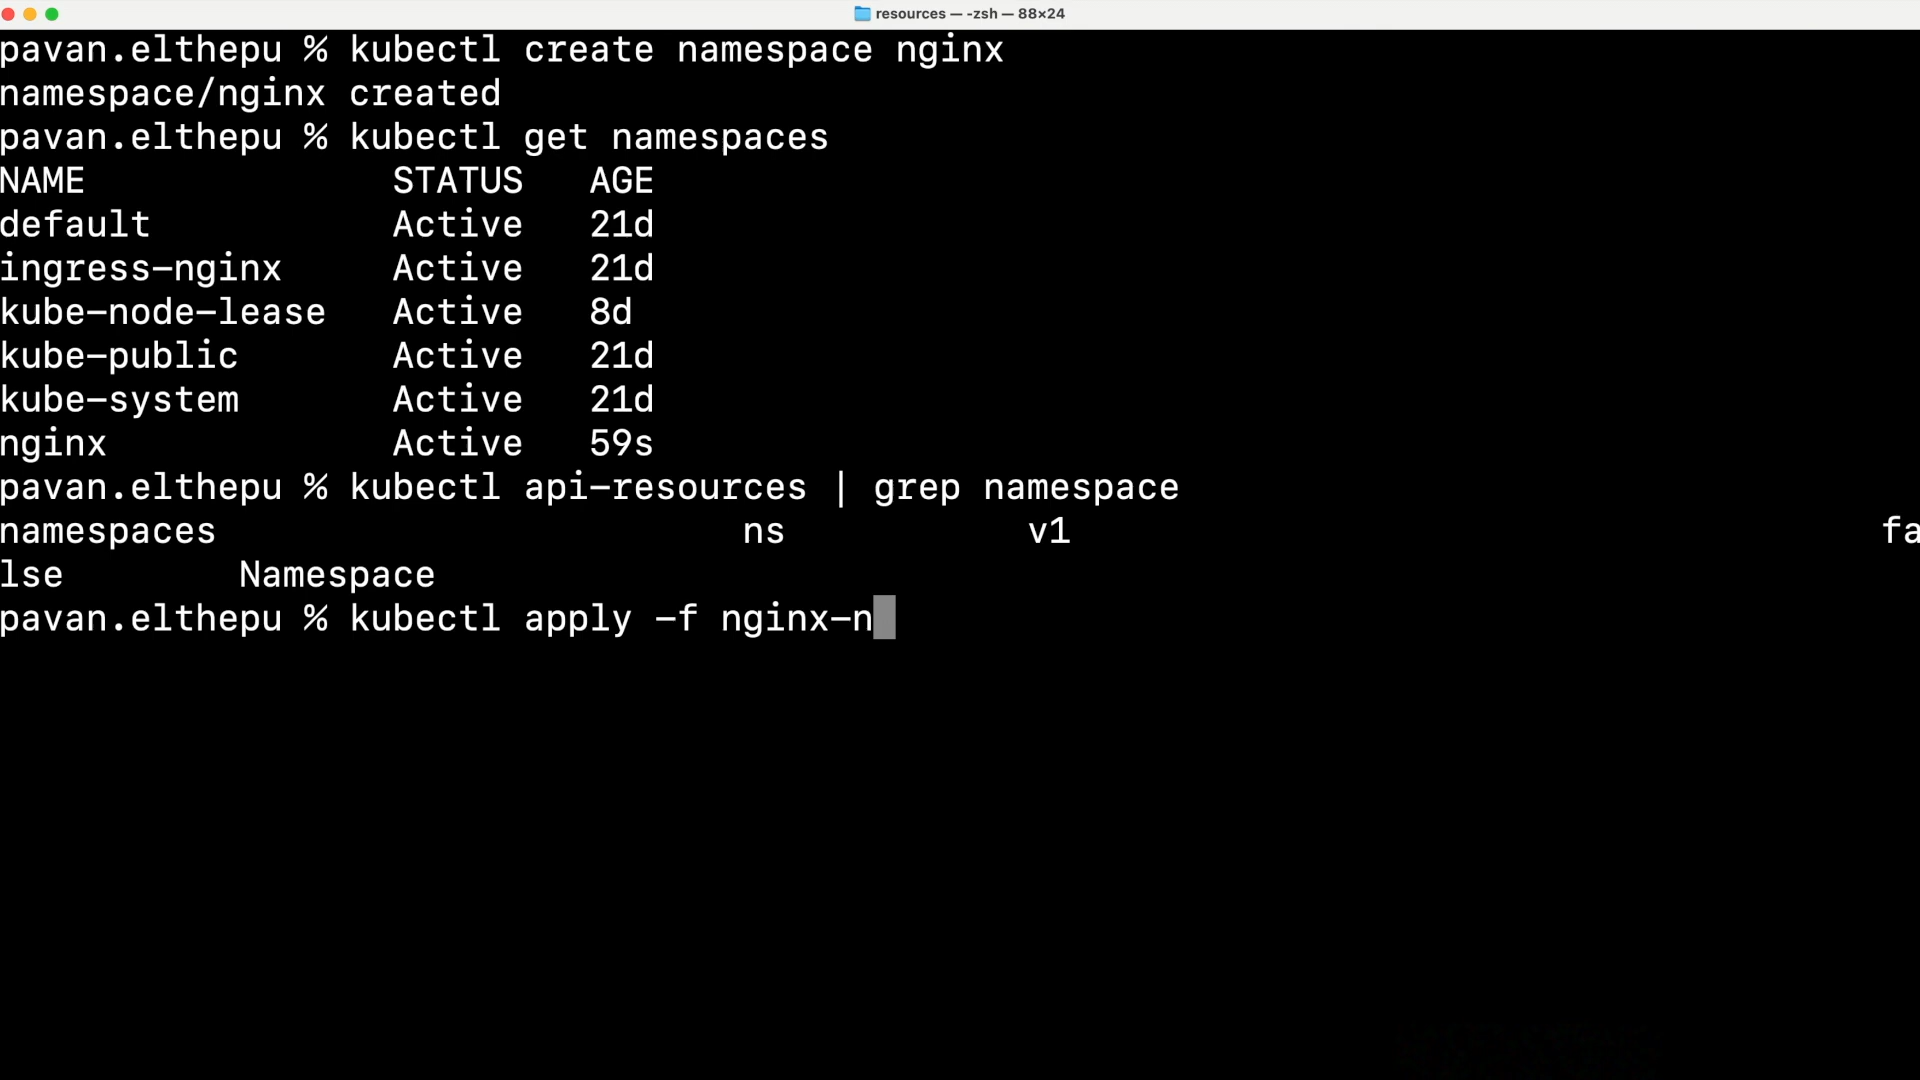 resources — -zsh — 88×24
pavan.elthepu % kubectl create namespace nginx
namespace/nginx created
pavan.elthepu % kubectl get namespaces
NAME              STATUS   AGE
default           Active   21d
ingress-nginx     Active   21d
kube-node-lease   Active   8d
kube-public       Active   21d
kube-system       Active   21d
nginx             Active   59s
pavan.elthepu % kubectl api-resources | grep namespace
namespaces                        ns           v1                                     fa
lse        Namespace
pavan.elthepu % kubectl apply -f nginx-n